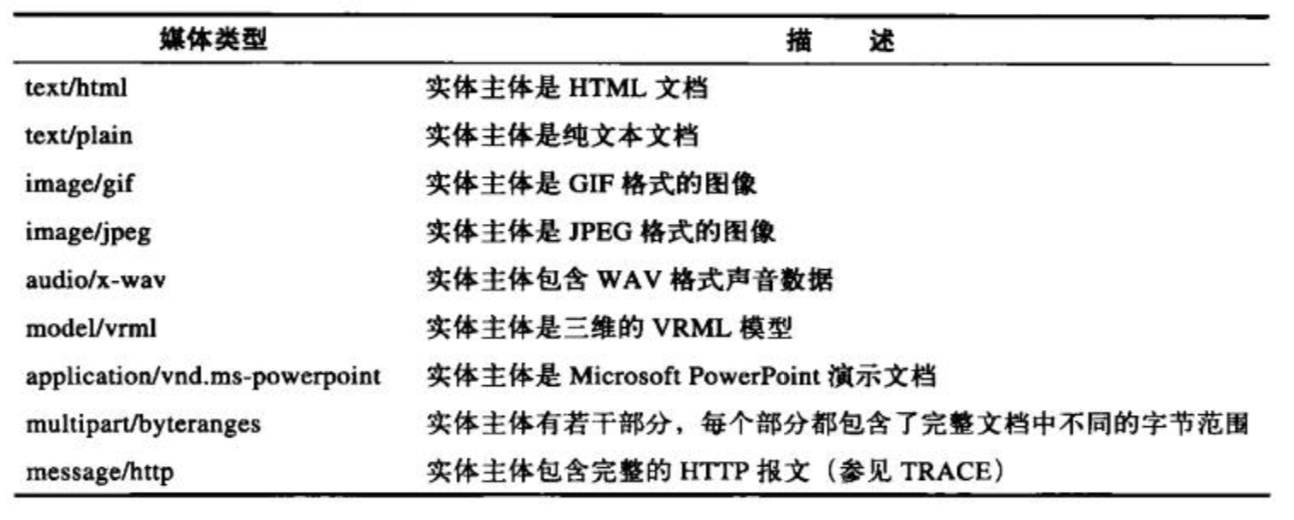 媒体类型 描 述
text/html 实体主体是 HTML 文档
text/plain 实体主体是纯文本文档
image/gif 实体主体是 GIF 格式的图像
image/jpeg 实体主体是 JPEG 格式的图像
audio/x-wav 实体主体包含 WAV 格式声音数据
model/vrml 实体主体是三维的 VRML 模型
application/vnd.ms-powerpoint 实体主体是 Microsoft PowerPoint 演示文档
multipart/byteranges 实体主体有若干部分，每个部分都包含了完整文档中不同的字节范围
message/http 实体主体包含完整的 HTTP 报文（参见 TRACE）